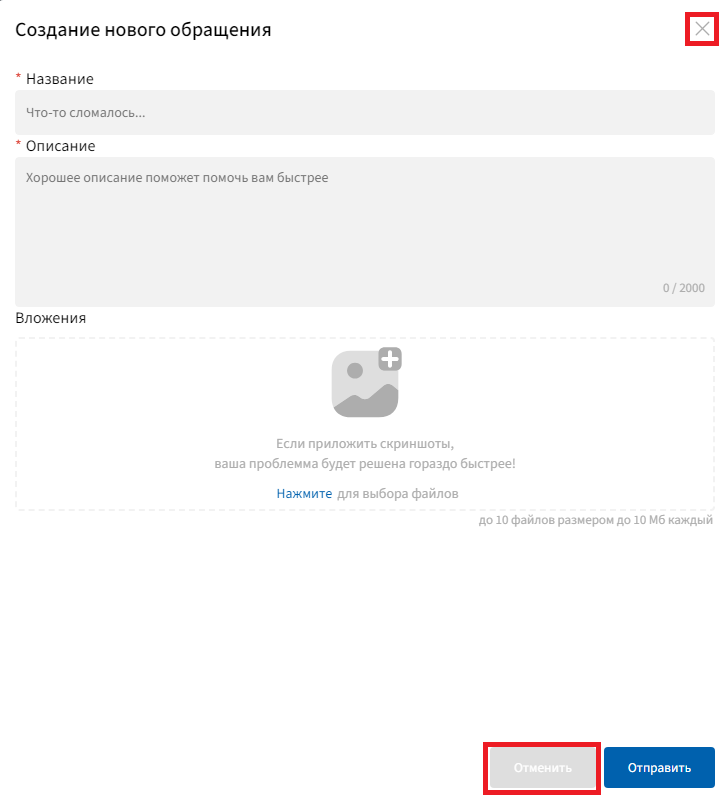 Создание нового обращения
* Название
Что-то сломалось...
* Описание
Хорошее описание поможет помочь вам быстрее
0 / 2000
Вложения
Если приложить скриншоты,
ваша проблемма будет решена гораздо быстрее!
Нажмите для выбора файлов
до 10 файлов размером до 10 Мб каждый
Отменить
Отправить